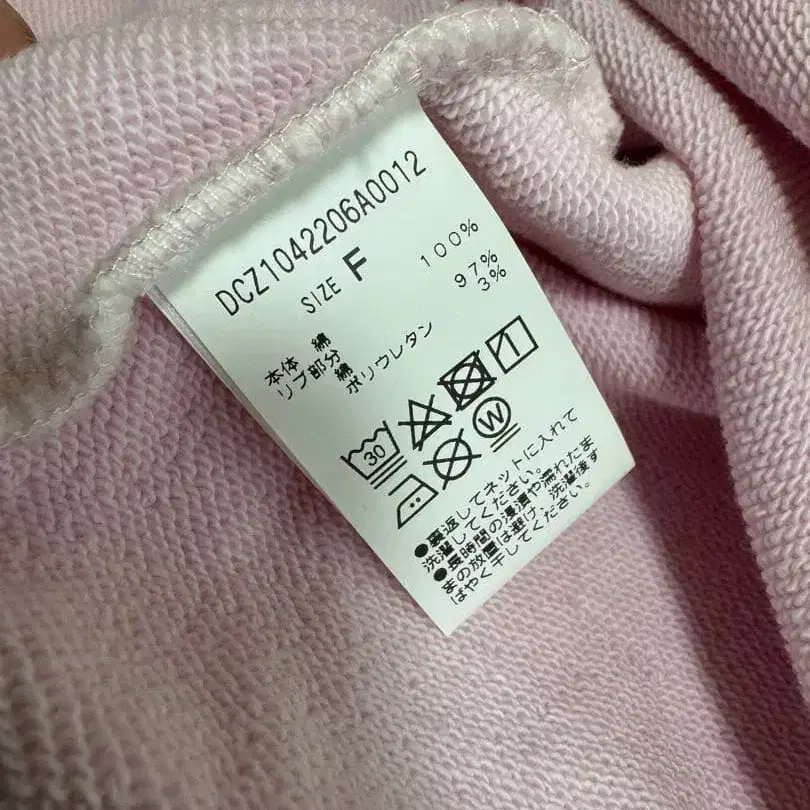 DCZ1042206A0012
SIZE F
本体 綿 100%
リブ部分 綿 97%
ポリウレタン 3%
30
W
●裏返してネットに入れて
洗濯してください。
●長時間の浸漬や濡れたま
まの放置は避け、洗濯後す
ばやく干してください。